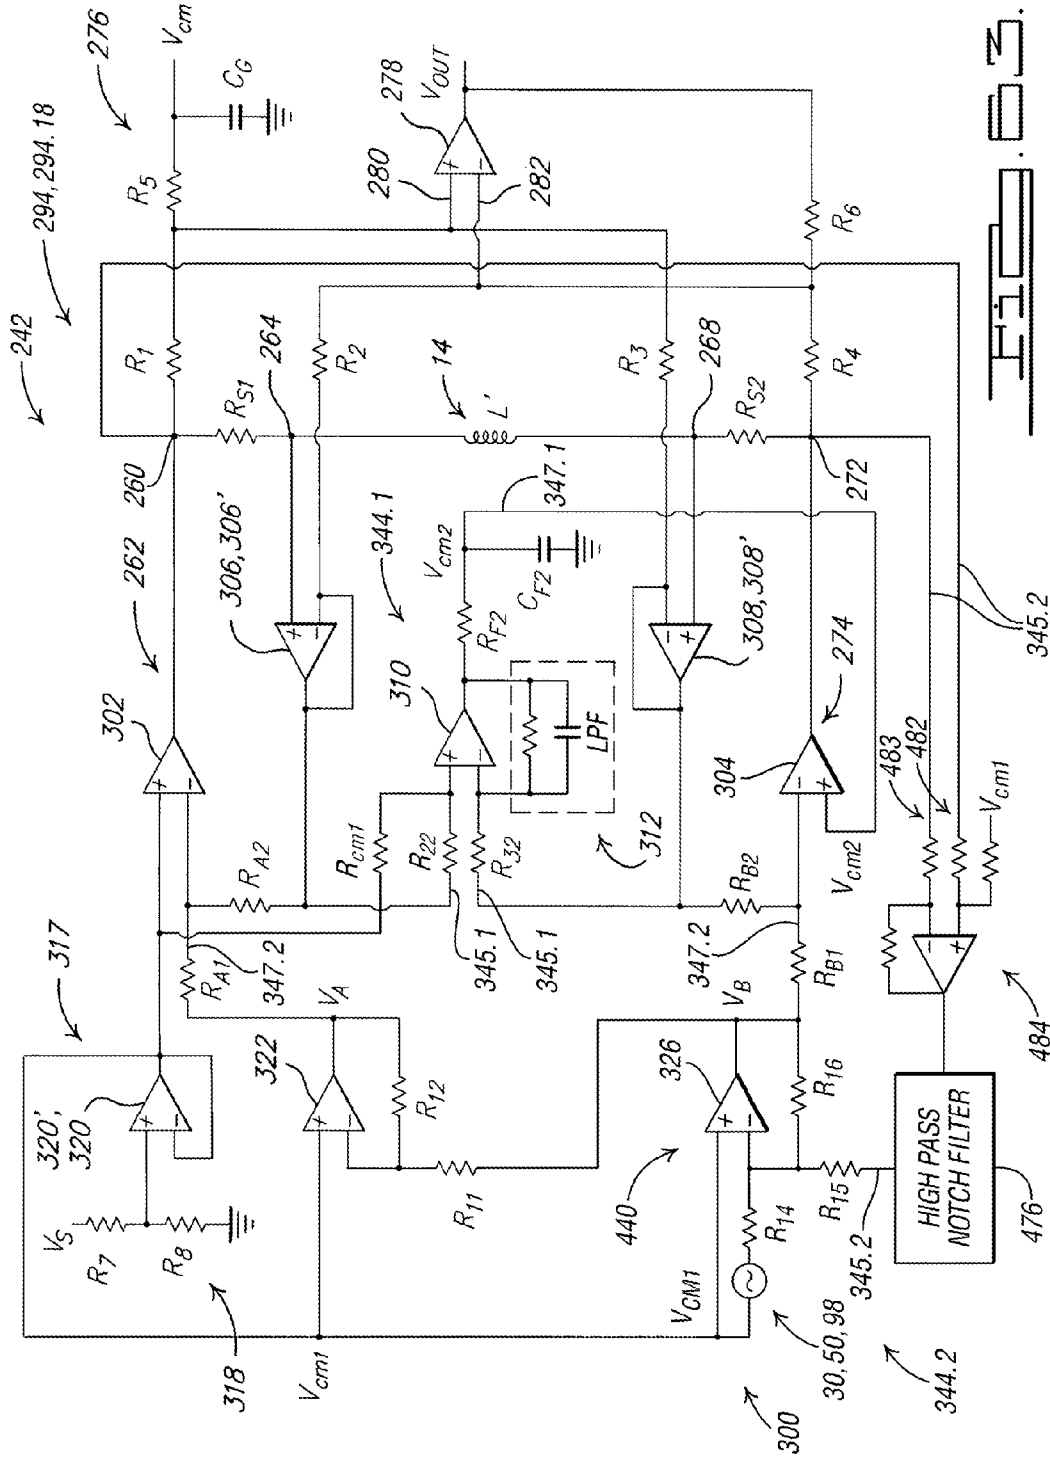 242
294, 294.18
276
Vcm
CG
R5
R1
260
262
302
317
320',
320
VS
R7
R8
318
RS1
264
R2
306, 306'
RA2
RA1
347.2
VA
322
R12
R11
Vcm1
278
VOUT
280
282
14
L'
344.1
347.1
Vcm2
CF2
RF2
310
LPF
312
Rcm1
R22
R32
345.1
345.1
R3
268
RS2
308, 308'
RB2
347.2
RB1
VB
326
440
VCM1
R14
30, 50, 98
300
R6
R4
272
274
304
Vcm2
R16
R15
345.2
344.2
345.2
483
482
Vcm1
484
HIGH PASS
NOTCH FILTER
476
+
−
+
−
+
−
+
−
+
−
+
+
−
−
+
−
+
−
+
~
Fig. 63.